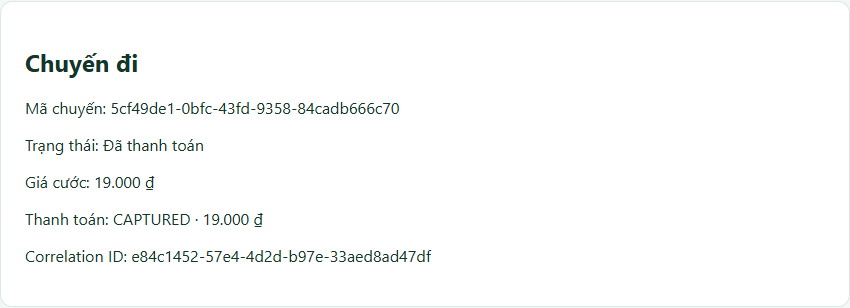 Chuyến đi
Mã chuyến: 5cf49de1-0bfc-43fd-9358-84cadb666c70
Trạng thái: Đã thanh toán
Giá cước: 19.000 ₫
Thanh toán: CAPTURED · 19.000 ₫
Correlation ID: e84c1452-57e4-4d2d-b97e-33aed8ad47df